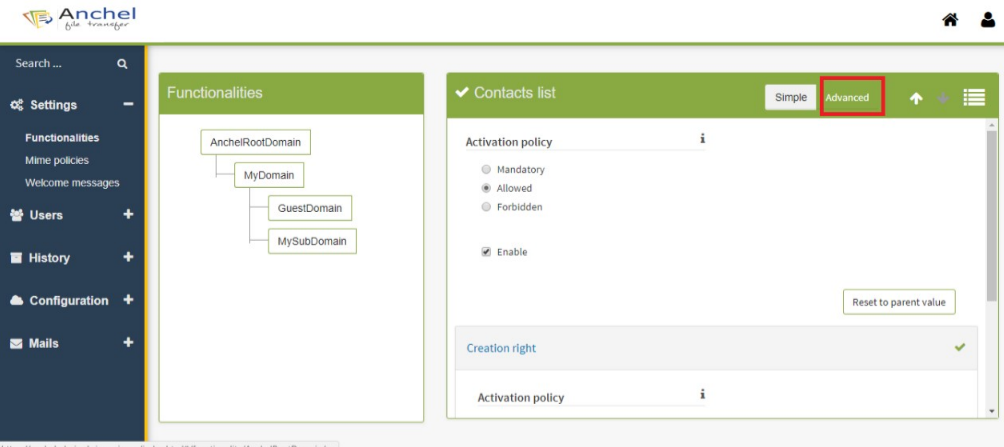 Anchel
file transfer
Search ...
Settings
Functionalities
Mime policies
Welcome messages
Users
History
Configuration
Mails
Functionalities
AnchelRootDomain
MyDomain
GuestDomain
MySubDomain
Contacts list
Simple
Advanced
Activation policy
Mandatory
Allowed
Forbidden
Enable
Reset to parent value
Creation right
Activation policy